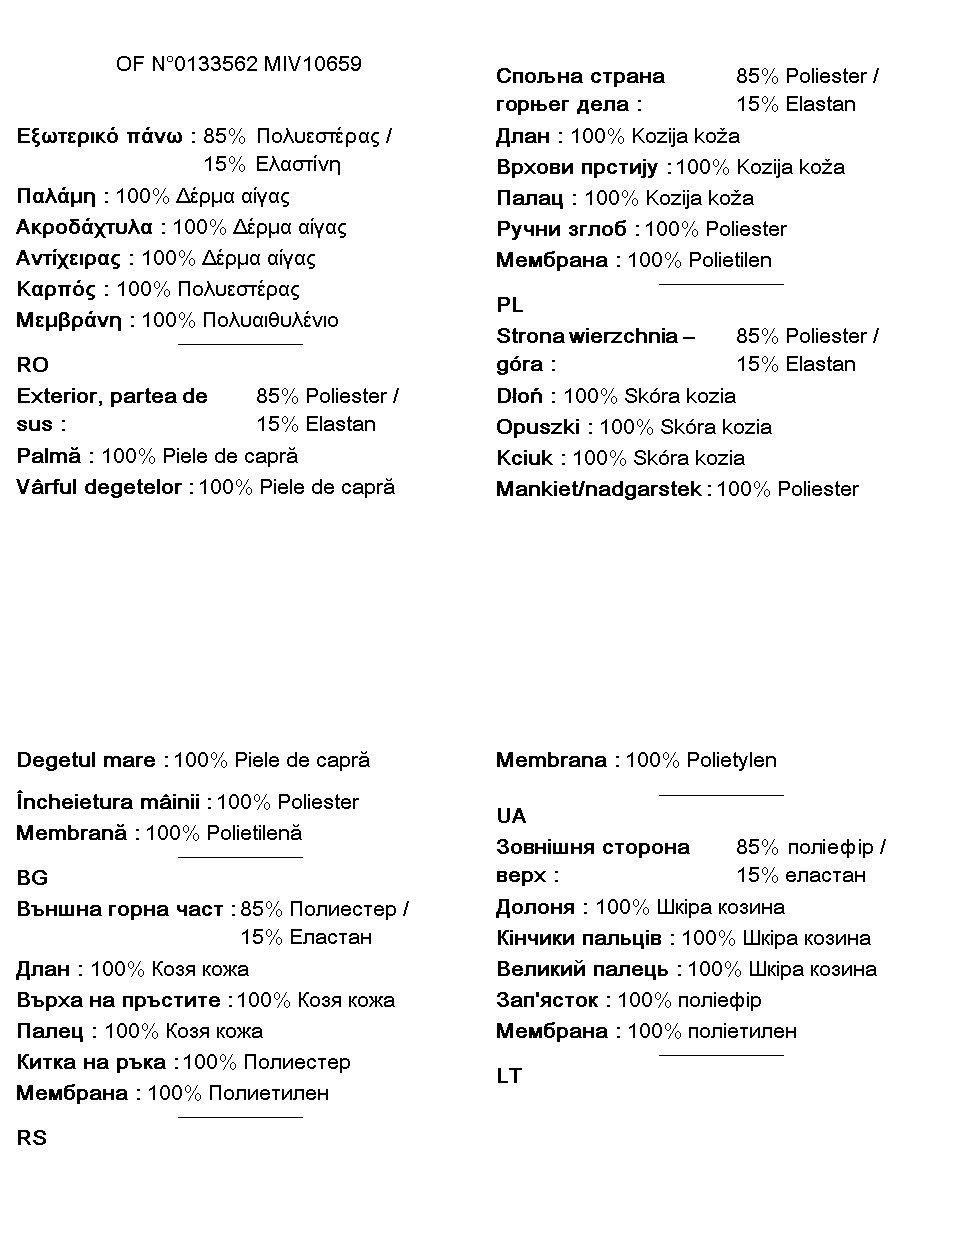 OF N°0133562 MIV10659
Εξωτερικό πάνω : 85% Πολυεστέρας /
15% Ελαστίνη
Παλάμη : 100% Δέρμα αίγας
Ακροδάχτυλα : 100% Δέρμα αίγας
Αντίχειρας : 100% Δέρμα αίγας
Καρπός : 100% Πολυεστέρας
Μεμβράνη : 100% Πολυαιθυλένιο
RO
Exterior, partea de 85% Poliester /
sus : 15% Elastan
Palmă : 100% Piele de capră
Vârful degetelor : 100% Piele de capră
Degetul mare : 100% Piele de capră
Încheietura mâinii : 100% Poliester
Membrană : 100% Polietilenă
BG
Външна горна част : 85% Полиестер /
15% Еластан
Длан : 100% Козя кожа
Върха на пръстите : 100% Козя кожа
Палец : 100% Козя кожа
Китка на ръка : 100% Полиестер
Мембрана : 100% Полиетилен
RS
Спољна страна 85% Poliester /
горњег дела : 15% Elastan
Длан : 100% Kozija koža
Врхови прстију : 100% Kozija koža
Палац : 100% Kozija koža
Ручни зглоб : 100% Poliester
Мембрана : 100% Polietilen
PL
Strona wierzchnia – 85% Poliester /
góra : 15% Elastan
Dłoń : 100% Skóra kozia
Opuszki : 100% Skóra kozia
Kciuk : 100% Skóra kozia
Mankiet/nadgarstek : 100% Poliester
Membrana : 100% Polietylen
UA
Зовнішня сторона 85% поліефір /
верх : 15% еластан
Долоня : 100% Шкіра козина
Кінчики пальців : 100% Шкіра козина
Великий палець : 100% Шкіра козина
Зап'ясток : 100% поліефір
Мембрана : 100% поліетилен
LT